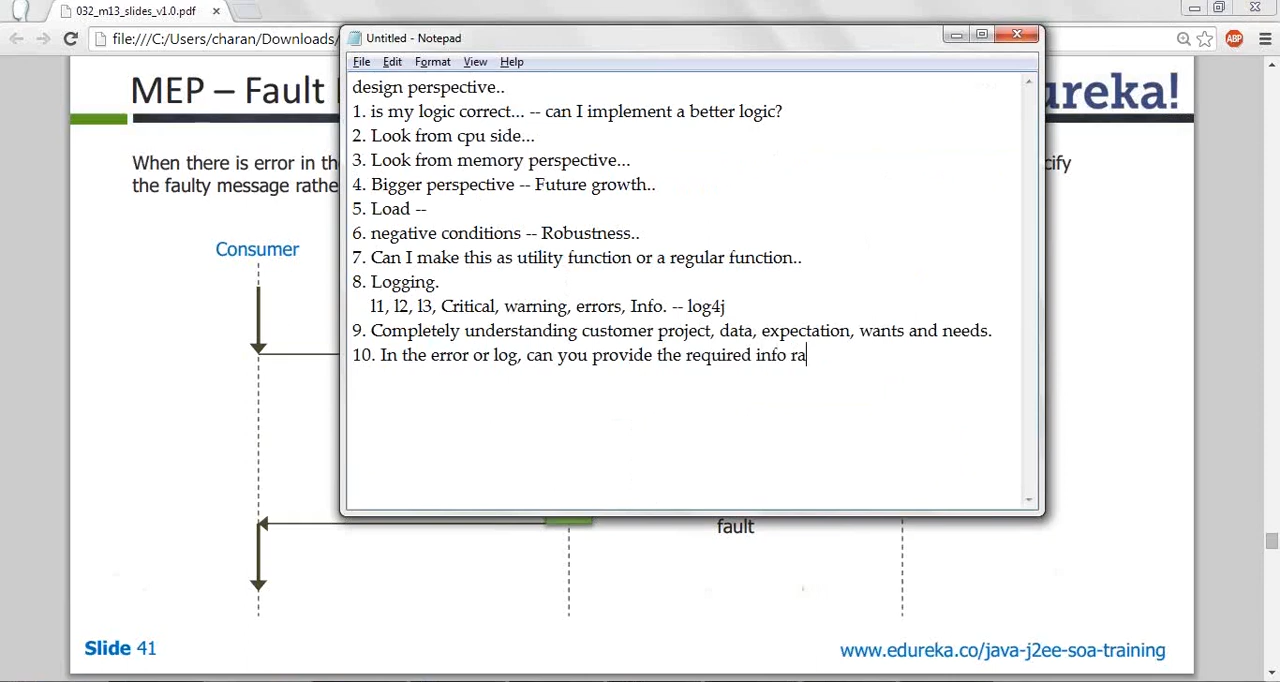 032_m13_slides_v1.0.pdf
file:///C:/Users/charan/Downloads/
ABP
Untitled - Notepad
File Edit Format View Help
design perspective..
1. is my logic correct... -- can I implement a better logic?
2. Look from cpu side...
3. Look from memory perspective...
4. Bigger perspective -- Future growth..
5. Load --
6. negative conditions -- Robustness..
7. Can I make this as utility function or a regular function..
8. Logging.
l1, l2, l3, Critical, warning, errors, Info. -- log4j
9. Completely understanding customer project, data, expectation, wants and needs.
10. In the error or log, can you provide the required info ra
MEP – Fault
ureka!
When there is error in th
cify
the faulty message rathe
Consumer
fault
Slide 41
www.edureka.co/java-j2ee-soa-training